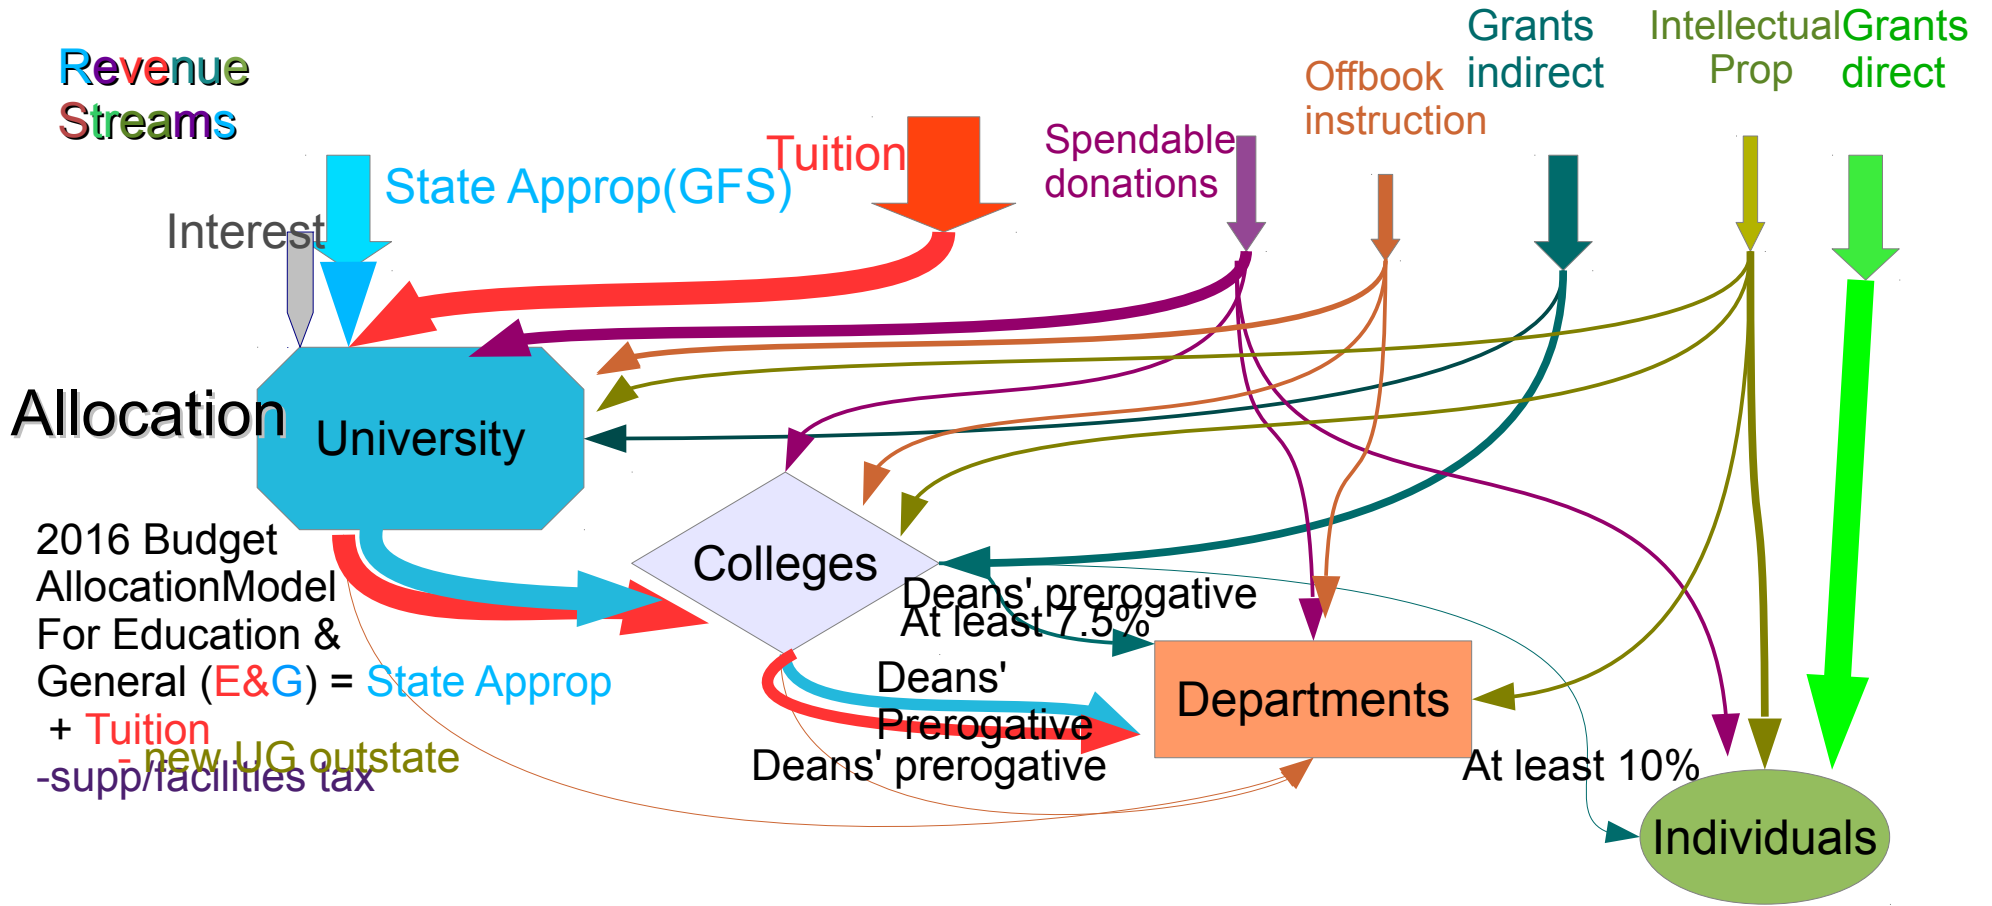 Revenue
Streams
Interest
State Approp(GFS)
Tuition
Spendable
donations
Offbook
instruction
Grants
indirect
Intellectual
Prop
Grants
direct
Allocation
University
2016 Budget
AllocationModel
For Education &
General (E&G) = State Approp
+ Tuition
- new UG outstate
-supp/facilities tax
Colleges
Deans' prerogative
At least 7.5%
Deans'
Prerogative
Deans' prerogative
Departments
At least 10%
Individuals